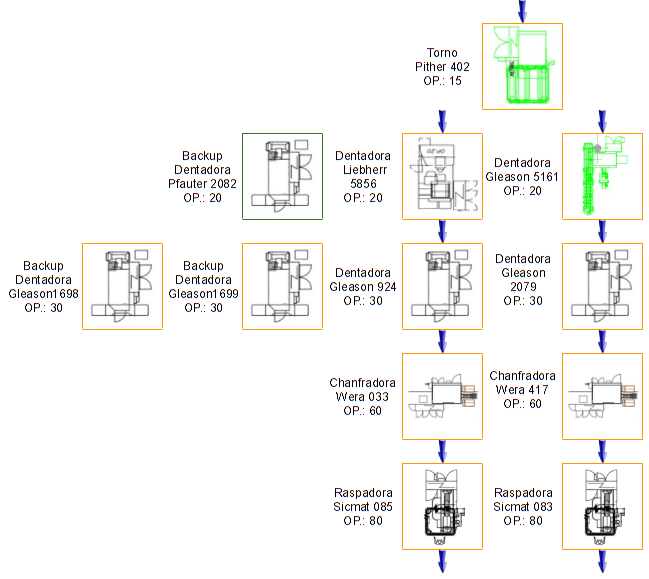 Torno
Pither 402
OP.: 15
Backup
Dentadora
Pfauter 2082
OP.: 20
Dentadora
Liebherr
5856
OP.: 20
Dentadora
Gleason 5161
OP.: 20
Backup
Dentadora
Gleason1698
OP.: 30
Backup
Dentadora
Gleason1699
OP.: 30
Dentadora
Gleason 924
OP.: 30
Dentadora
Gleason
2079
OP.: 30
Chanfradora
Wera 033
OP.: 60
Chanfradora
Wera 417
OP.: 60
Raspadora
Sicmat 085
OP.: 80
Raspadora
Sicmat 083
OP.: 80